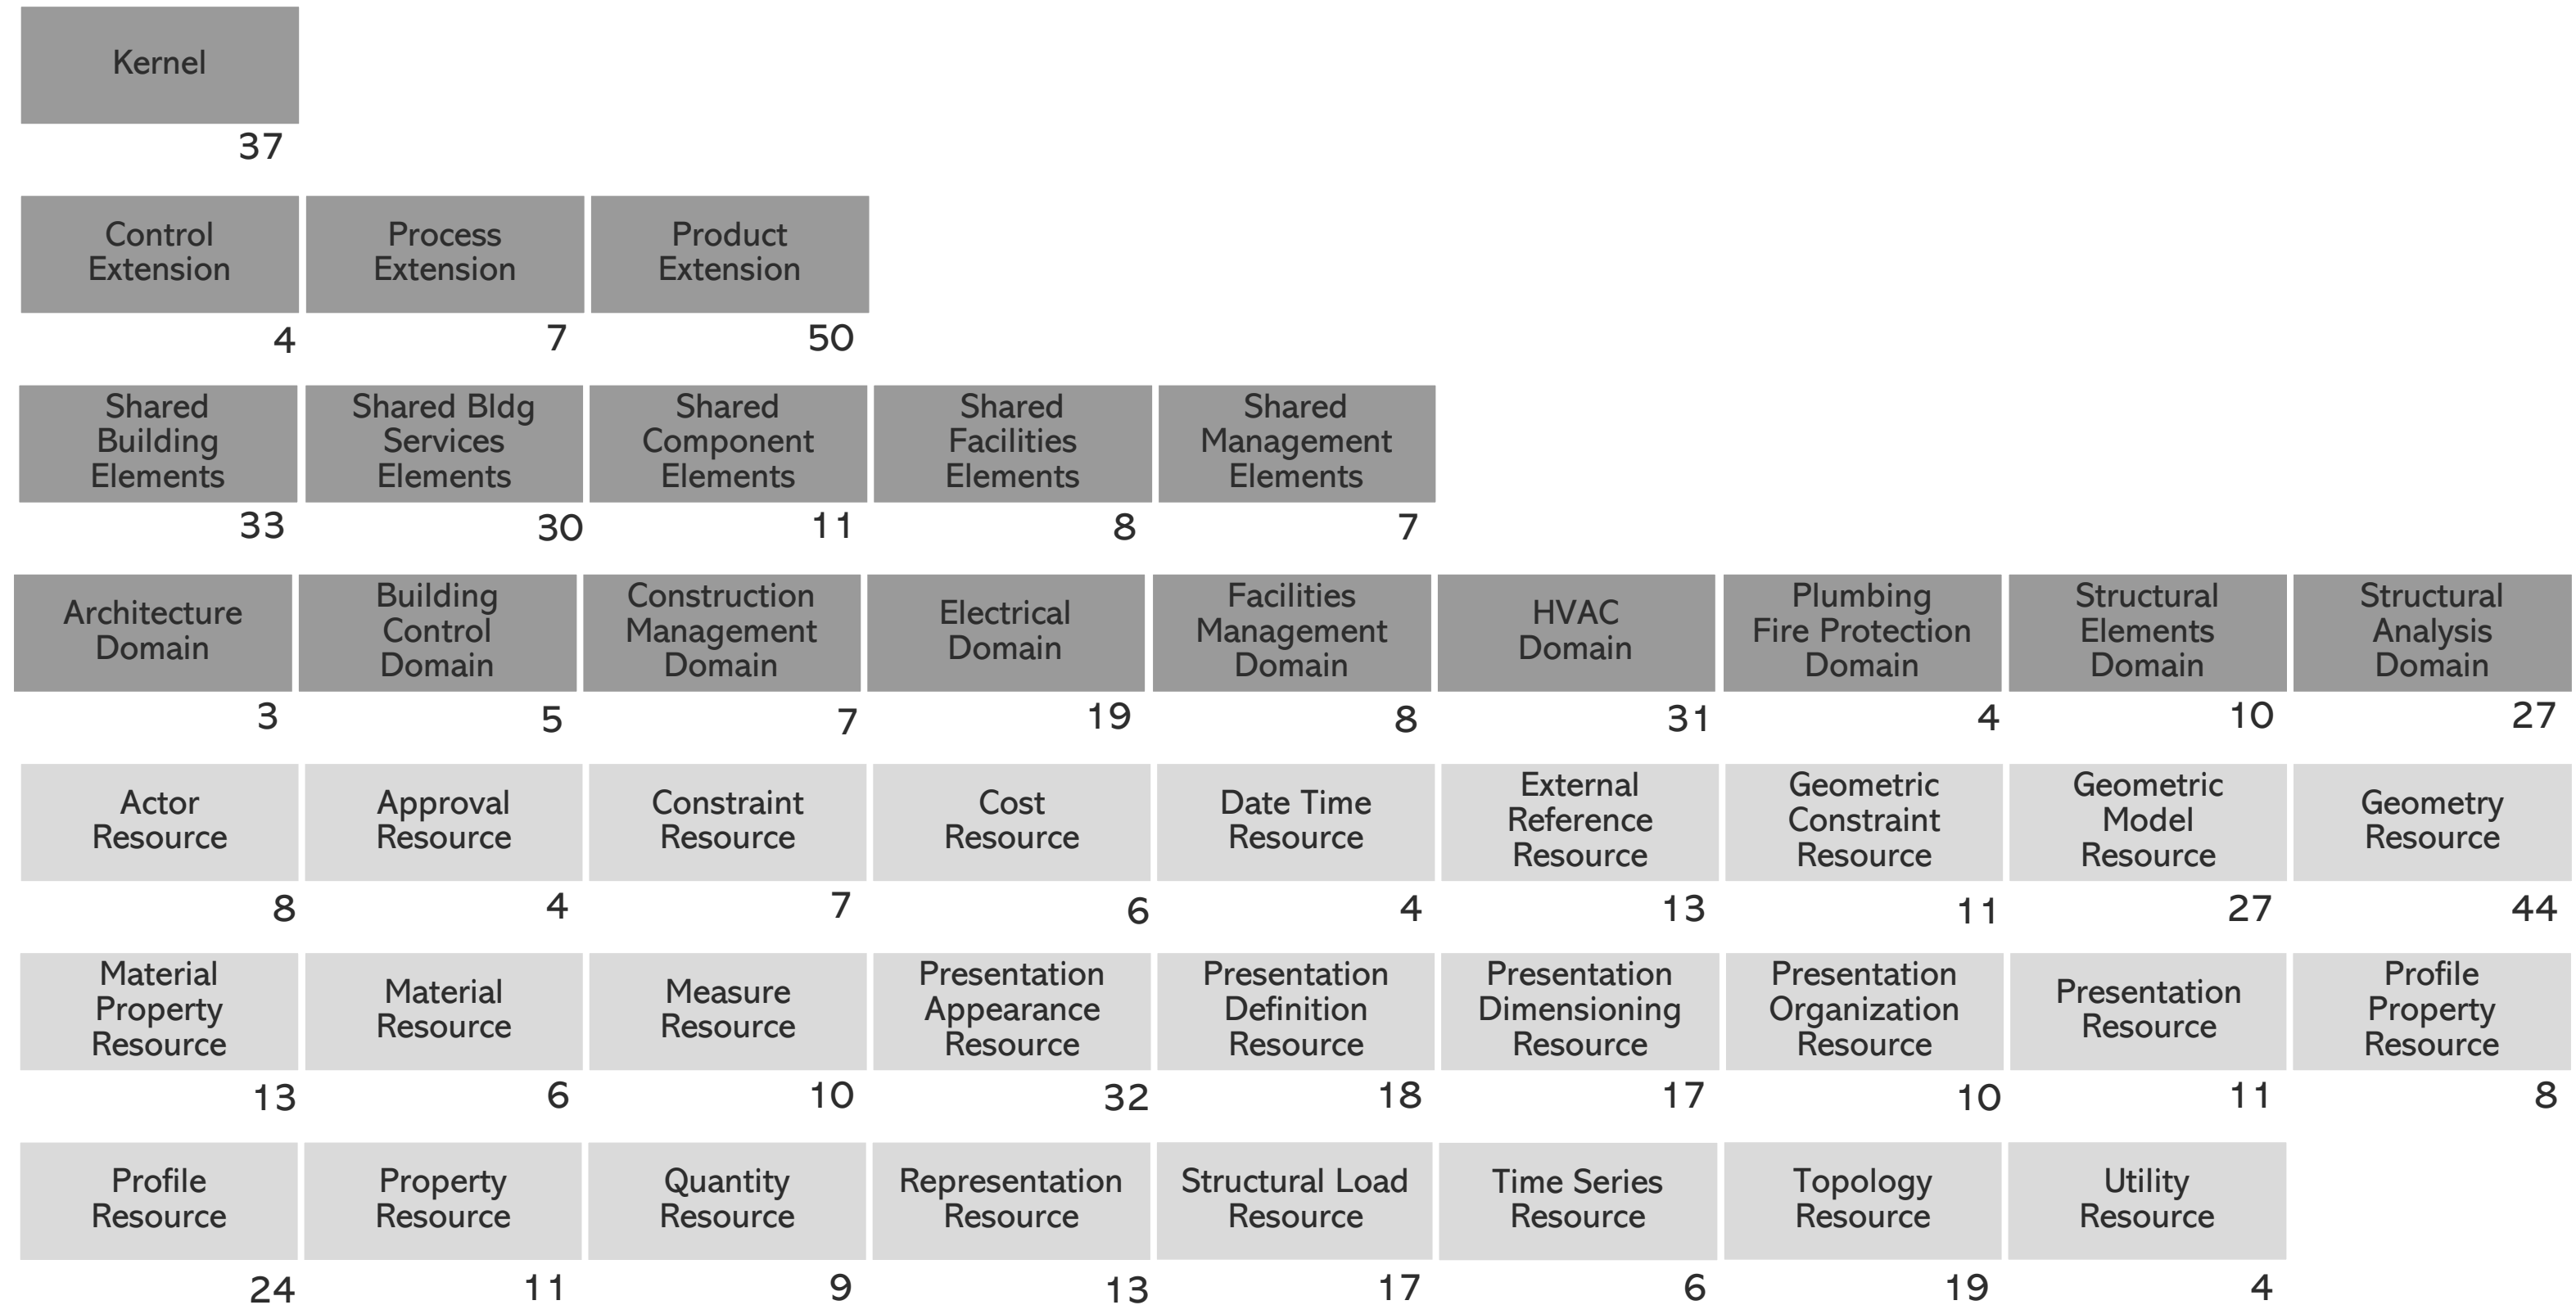 Kernel
37
Control
Extension
4
Process
Extension
7
Product
Extension
50
Shared
Building
Elements
33
Shared Bldg
Services
Elements
30
Shared
Component
Elements
11
Shared
Facilities
Elements
8
Shared
Management
Elements
7
Architecture
Domain
3
Building
Control
Domain
5
Construction
Management
Domain
7
Electrical
Domain
19
Facilities
Management
Domain
8
HVAC
Domain
31
Plumbing
Fire Protection
Domain
4
Structural
Elements
Domain
10
Structural
Analysis
Domain
27
Actor
Resource
8
Approval
Resource
4
Constraint
Resource
7
Cost
Resource
6
Date Time
Resource
4
External
Reference
Resource
13
Geometric
Constraint
Resource
11
Geometric
Model
Resource
27
Geometry
Resource
44
Material
Property
Resource
13
Material
Resource
6
Measure
Resource
10
Presentation
Appearance
Resource
32
Presentation
Definition
Resource
18
Presentation
Dimensioning
Resource
17
Presentation
Organization
Resource
10
Presentation
Resource
11
Profile
Property
Resource
8
Profile
Resource
24
Property
Resource
11
Quantity
Resource
9
Representation
Resource
13
Structural Load
Resource
17
Time Series
Resource
6
Topology
Resource
19
Utility
Resource
4